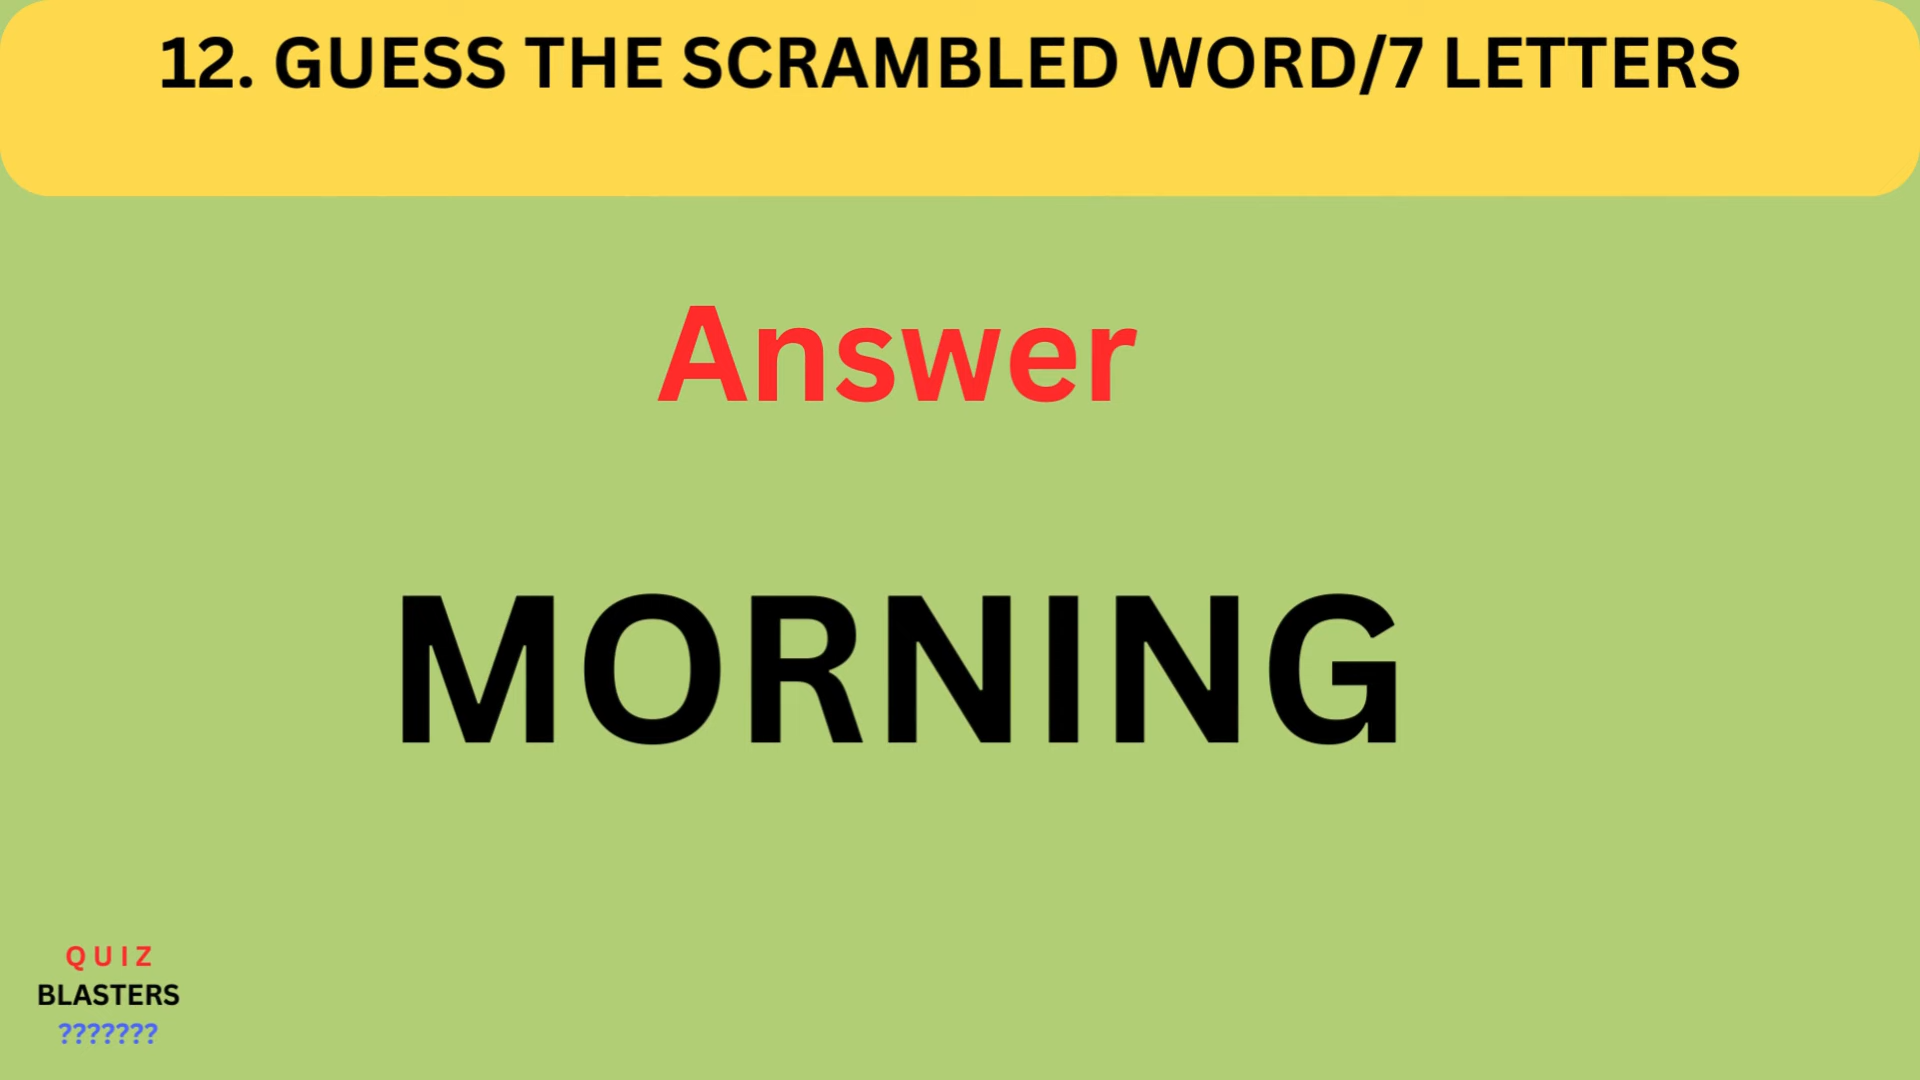 12. GUESS THE SCRAMBLED WORD/7 LETTERS
Answer
MORNING
QUIZ
BLASTERS
???????